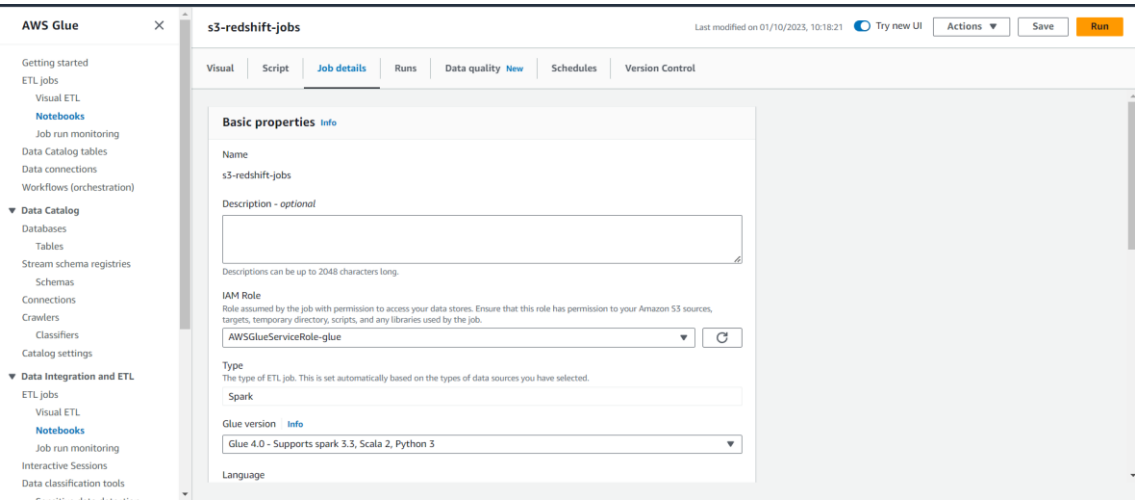 AWS Glue
Getting started
ETL jobs
Visual ETL
Notebooks
Job run monitoring
Data Catalog tables
Data connections
Workflows (orchestration)
Data Catalog
Databases
Tables
Stream schema registries
Schemas
Connections
Crawlers
Classifiers
Catalog settings
Data Integration and ETL
ETL jobs
Visual ETL
Notebooks
Job run monitoring
Interactive Sessions
Data classification tools
s3-redshift-jobs
Last modified on 01/10/2023, 10:18:21 Try new UI Actions Save Run
Visual Script Job details Runs Data quality New Schedules Version Control
Basic properties Info
Name
s3-redshift-jobs
Description - optional
Descriptions can be up to 2048 characters long.
IAM Role
Role assumed by the job with permission to access your data stores. Ensure that this role has permission to your Amazon S3 sources,
targets, temporary directory, scripts, and any libraries used by the job.
AWSGlueServiceRole-glue
Type
The type of ETL job. This is set automatically based on the types of data sources you have selected.
Spark
Glue version Info
Glue 4.0 - Supports spark 3.3, Scala 2, Python 3
Language